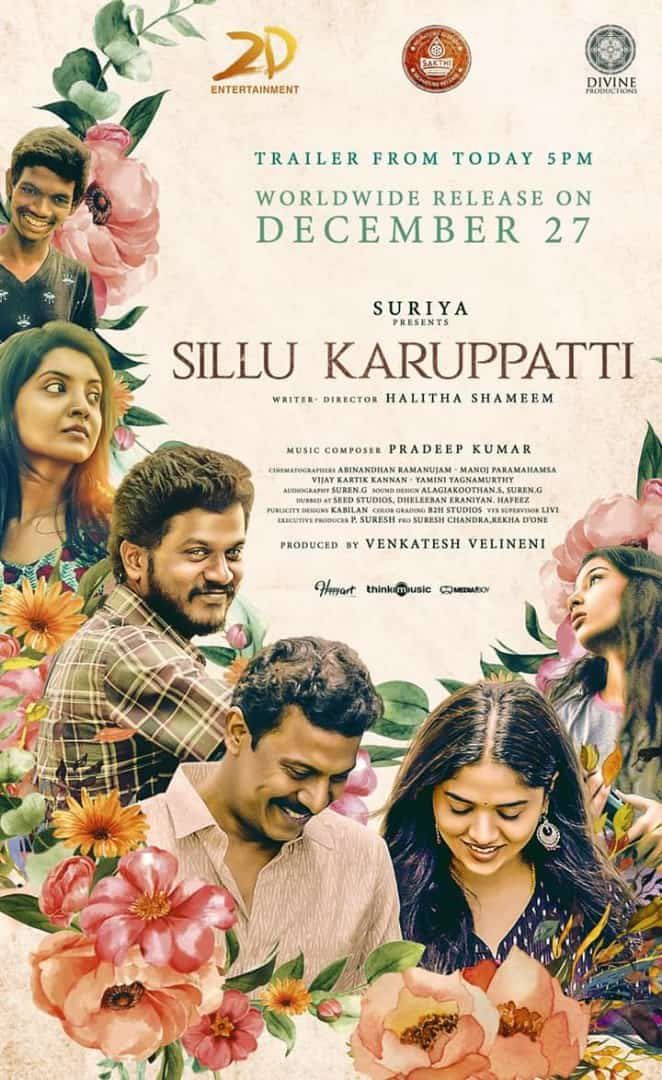 2D
ENTERTAINMENT
SAKTHI
DIVINE
PRODUCTIONS
TRAILER FROM TODAY 5PM
WORLDWIDE RELEASE ON
DECEMBER 27
SURIYA
PRESENTS
SILLU KARUPPATTI
WRITER- DIRECTOR HALITHA SHAMEEM
MUSIC COMPOSER PRADEEP KUMAR
CINEMATOGRAPHERS ABINANDHAN RAMANUJAM - MANOJ PARAMAHAMSA
VIJAY KARTIK KANNAN - YAMINI YAGNAMURTHY
AUDIOGRAPHY SUREN.G SOUND DESIGN ALAGIAKOOTHAN.S, SUREN.G
DUBBED AT SEED STUDIOS, DHELEEBAN ERANIYAN. HAFEEZ
PUBLICITY DESIGNS KABILAN COLOR GRADING B2H STUDIOS VFX SUPERVISOR LIVI
EXECUTIVE PRODUCER P. SURESH PRO SURESH CHANDRA,REKHA D'ONE
PRODUCED BY VENKATESH VELINENI
think music MEDIABOY